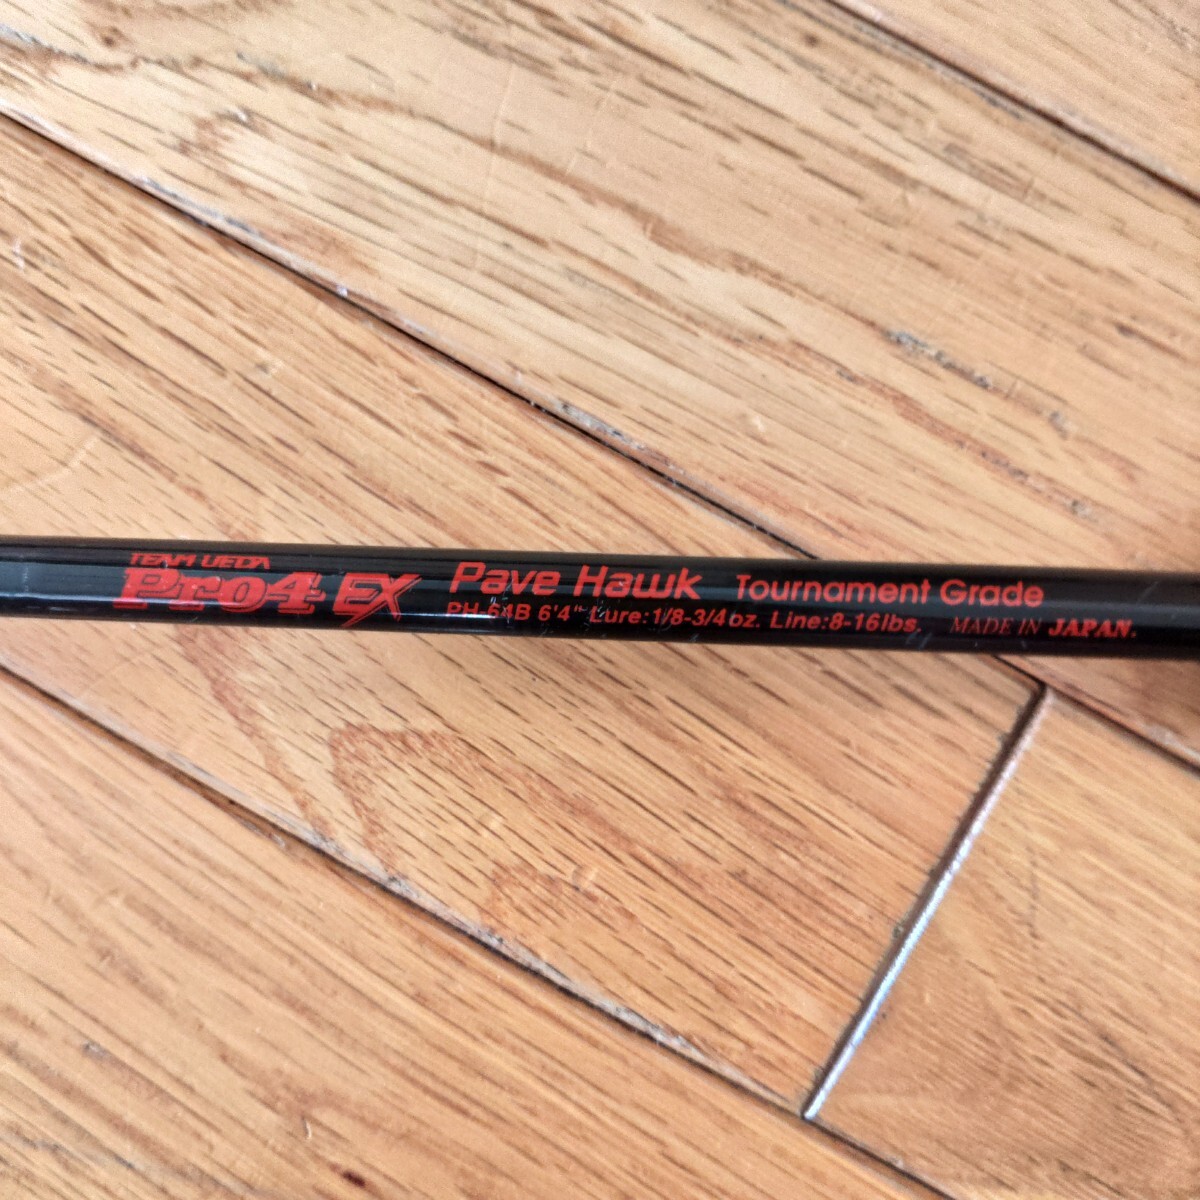 TEAM UEDA
Pro4 EX Pave Hawk Tournament Grade
PH-64B 6'4" Lure:1/8-3/4oz. Line:8-16lbs. MADE IN JAPAN.